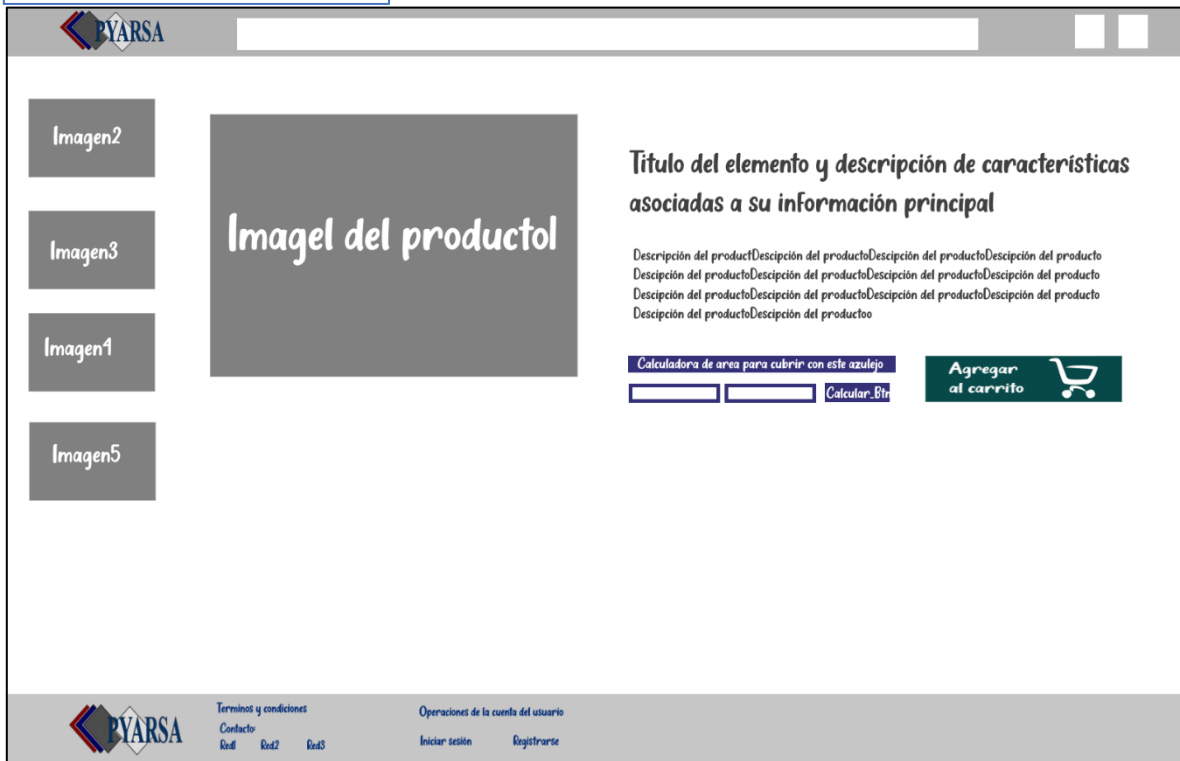 PYARSA
Imagen2
Imagen3
Imagen4
Imagen5
Imagel del productol
Titulo del elemento y descripción de características
asociadas a su información principal
Descripción del productDescipción del productoDescipción del productoDescipción del producto
Descipción del productoDescipción del productoDescipción del productoDescipción del producto
Descipción del productoDescipción del productoDescipción del productoDescipción del producto
Descipción del productoDescipción del productoo
Calculadora de area para cubrir con este azulejo
Calcular_Btn
Agregar
al carrito
PYARSA
Terminos y condiciones
Contacto:
Red1 Red2 Red3
Operaciones de la cuenta del usuario
Iniciar sesión Registrarse